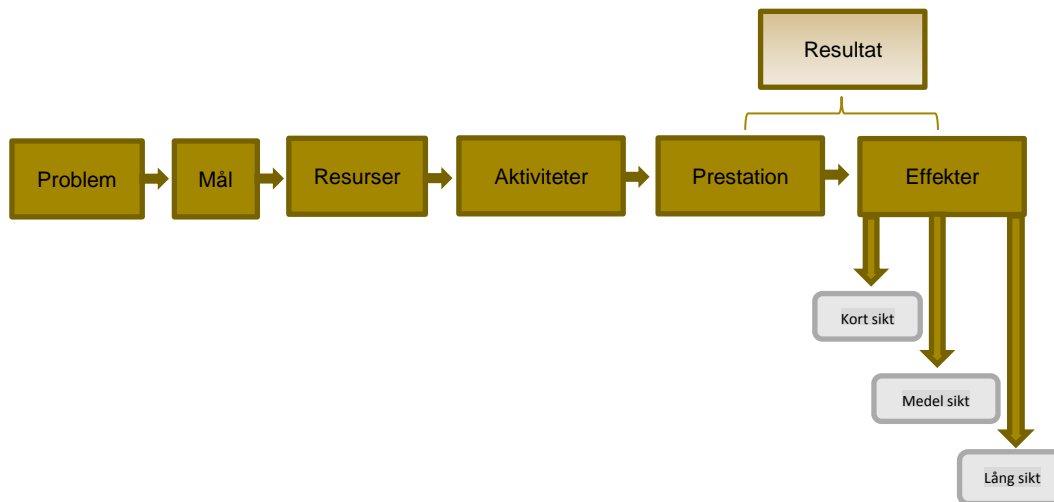 Resultat
Problem
Mål
Resurser
Aktiviteter
Prestation
Effekter
Kort sikt
Medel sikt
Lång sikt